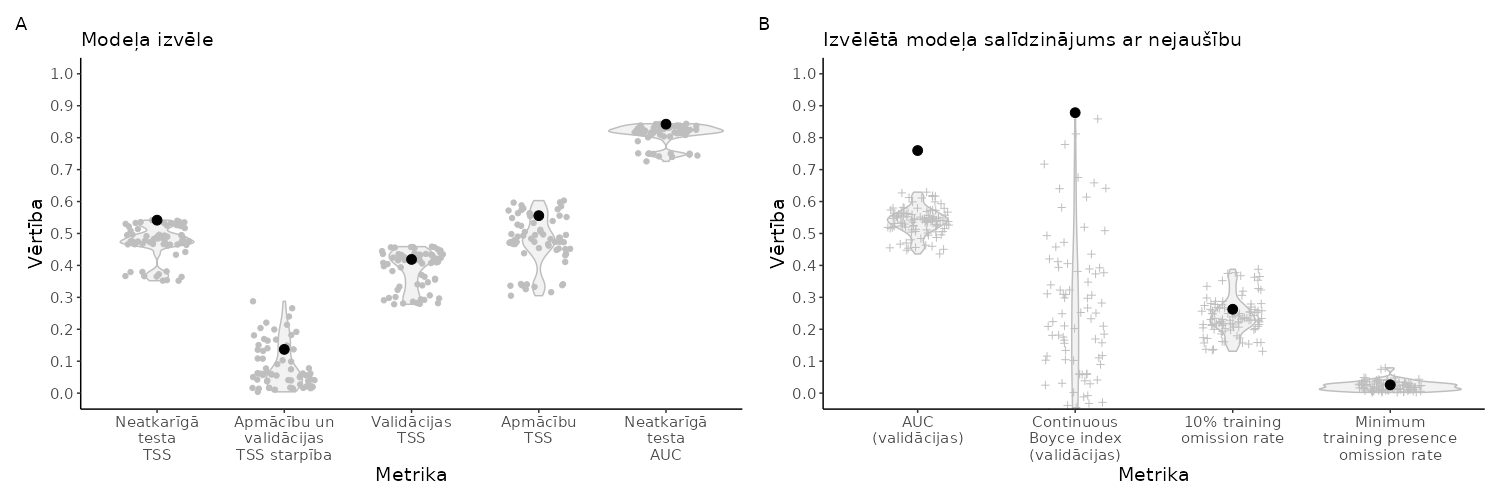 A
Modeļa izvēle
Vērtība
1.0
0.9
0.8
0.7
0.6
0.5
0.4
0.3
0.2
0.1
0.0
Neatkarīgā
testa
TSS
Apmācību un
validācijas
TSS starpība
Validācijas
TSS
Apmācību
TSS
Neatkarīgā
testa
AUC
Metrika
B
Izvēlētā modeļa salīdzinājums ar nejaušību
Vērtība
1.0
0.9
0.8
0.7
0.6
0.5
0.4
0.3
0.2
0.1
0.0
AUC
(validācijas)
Continuous
Boyce index
(validācijas)
10% training
omission rate
Minimum
training presence
omission rate
Metrika